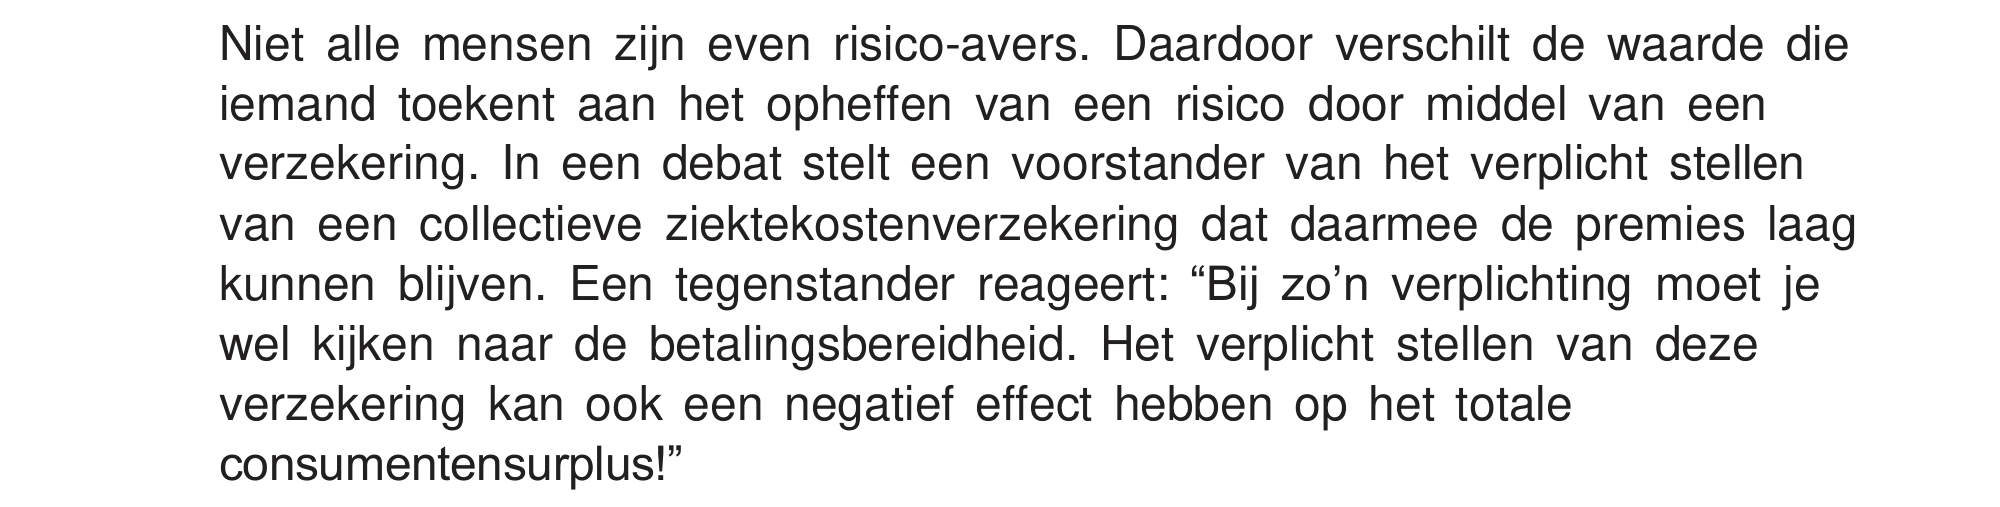 Niet alle mensen zijn even risico-avers. Daardoor verschilt de waarde die
iemand toekent aan het opheffen van een risico door middel van een
verzekering. In een debat stelt een voorstander van het verplicht stellen
van een collectieve ziektekostenverzekering dat daarmee de premies laag
kunnen blijven. Een tegenstander reageert: “Bij zo’n verplichting moet je
wel kijken naar de betalingsbereidheid. Het verplicht stellen van deze
verzekering kan ook een negatief effect hebben op het totale
consumentensurplus!”